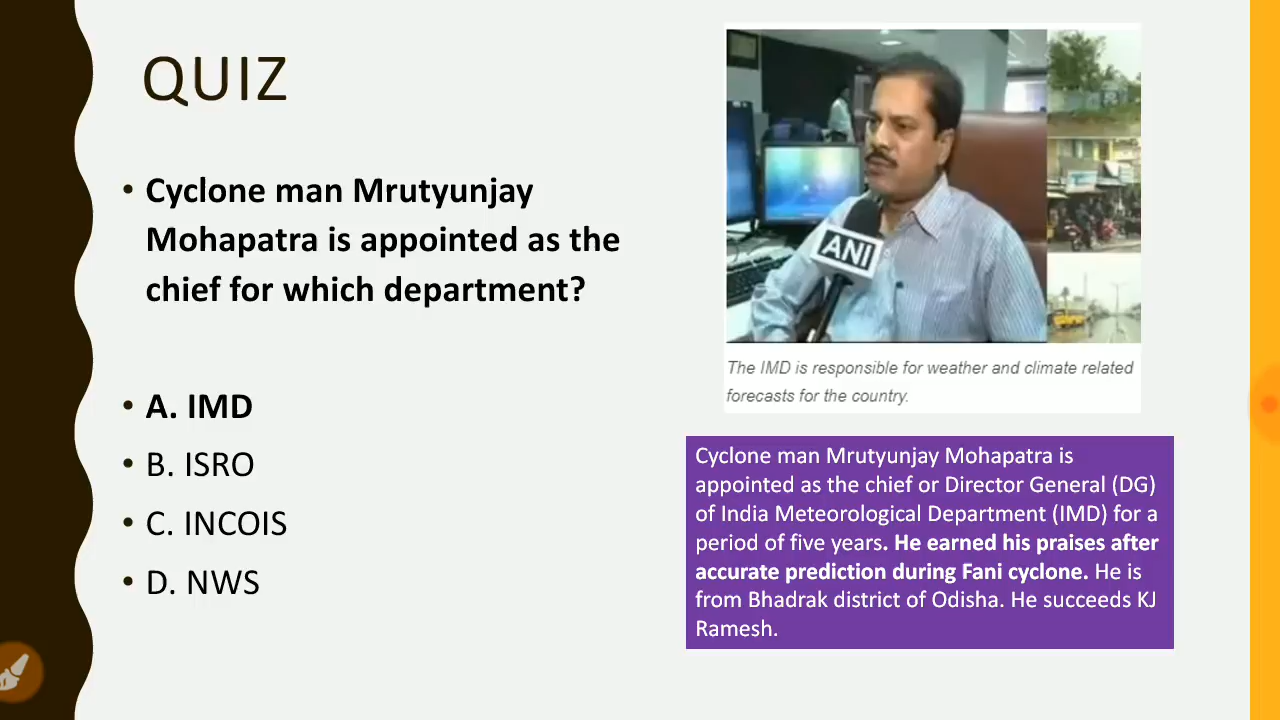 QUIZ
• Cyclone man Mrutyunjay
Mohapatra is appointed as the
chief for which department?
• A. IMD
• B. ISRO
• C. INCOIS
• D. NWS
ANI
The IMD is responsible for weather and climate related
forecasts for the country.
Cyclone man Mrutyunjay Mohapatra is
appointed as the chief or Director General (DG)
of India Meteorological Department (IMD) for a
period of five years. He earned his praises after
accurate prediction during Fani cyclone. He is
from Bhadrak district of Odisha. He succeeds KJ
Ramesh.